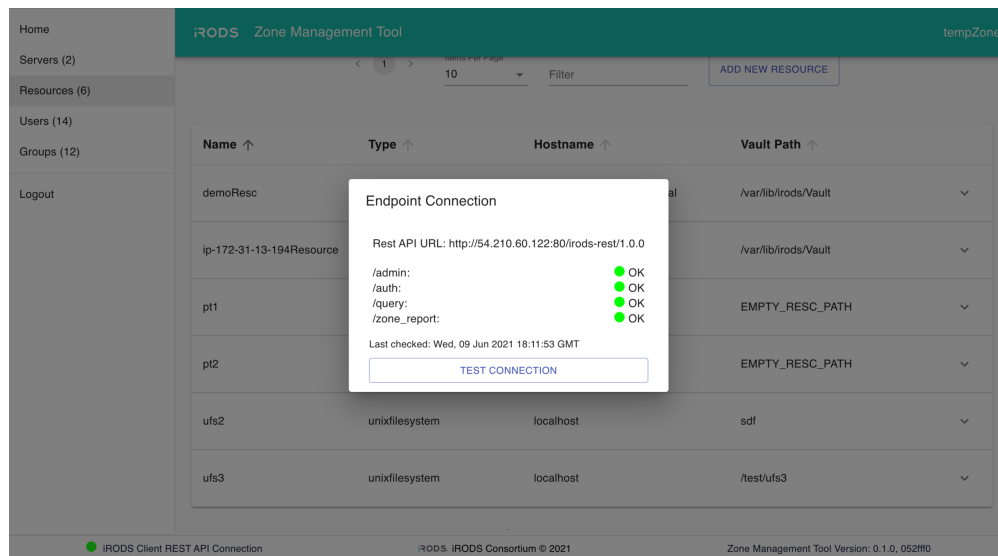 Home
Servers (2)
Resources (6)
Users (14)
Groups (12)
Logout
iRODS Zone Management Tool tempZone
< 1 > Items Per Page
10 Filter ADD NEW RESOURCE
Name ↑ Type ↑ Hostname ↑ Vault Path ↑
demoResc al /var/lib/irods/Vault
ip-172-31-13-194Resource /var/lib/irods/Vault
pt1 EMPTY_RESC_PATH
pt2 EMPTY_RESC_PATH
ufs2 unixfilesystem localhost sdf
ufs3 unixfilesystem localhost /test/ufs3
Endpoint Connection
Rest API URL: http://54.210.60.122:80/irods-rest/1.0.0
/admin: OK
/auth: OK
/query: OK
/zone_report: OK
Last checked: Wed, 09 Jun 2021 18:11:53 GMT
TEST CONNECTION
iRODS Client REST API Connection iRODS. iRODS Consortium © 2021 Zone Management Tool Version: 0.1.0, 052fff0